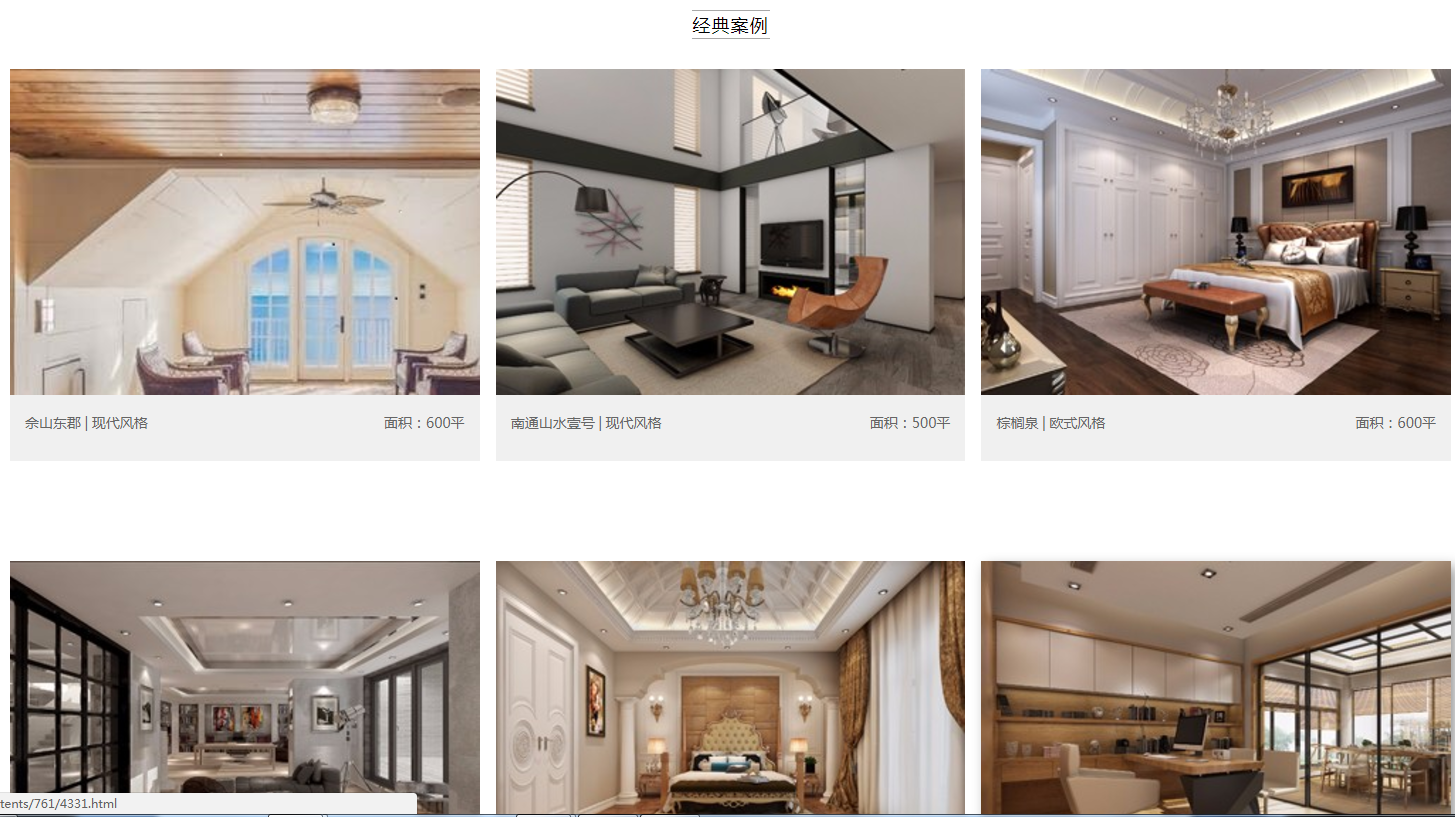 经典案例
佘山东郡 | 现代风格
面积：600平
南通山水壹号 | 现代风格
面积：500平
棕榈泉 | 欧式风格
面积：600平
tents/761/4331.html